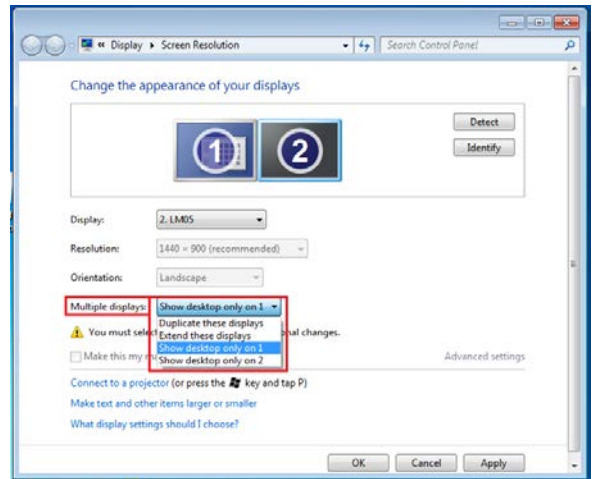 « Display ▸ Screen Resolution
Search Control Panel
Change the appearance of your displays
1
2
Detect
Identify
Display: 2. LM05
Resolution: 1440 × 900 (recommended)
Orientation: Landscape
Multiple displays: Show desktop only on 1
Duplicate these displays
You must sele nal changes.
Extend these displays
Show desktop only on 1
Make this my m
Show desktop only on 2
Advanced settings
Connect to a projector (or press the key and tap P)
Make text and other items larger or smaller
What display settings should I choose?
OK Cancel Apply